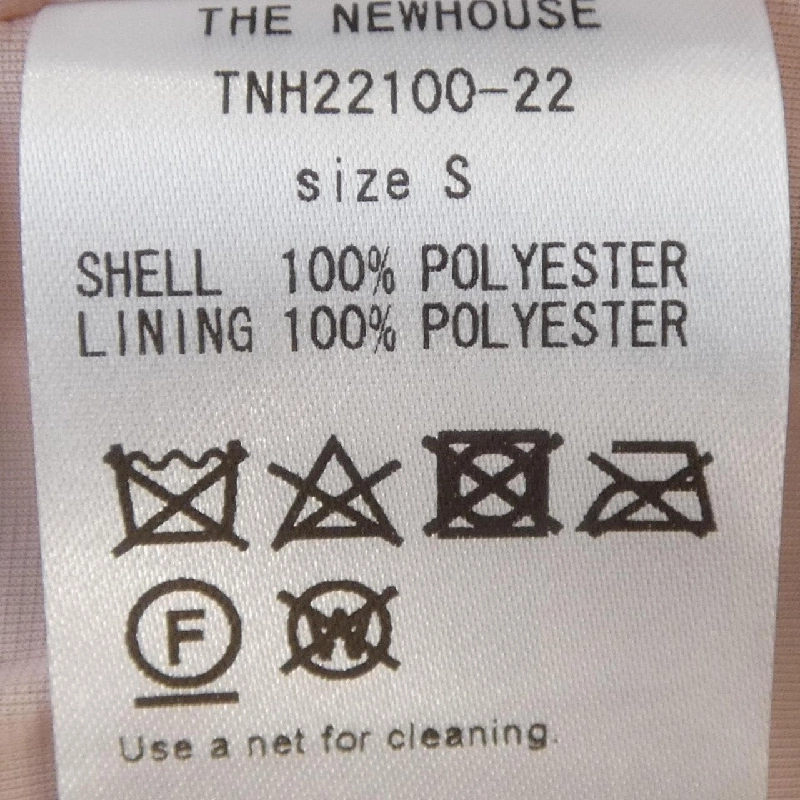 THE NEWHOUSE
TNH22100-22
size S
SHELL 100% POLYESTER
LINING 100% POLYESTER
F W
Use a net for cleaning.